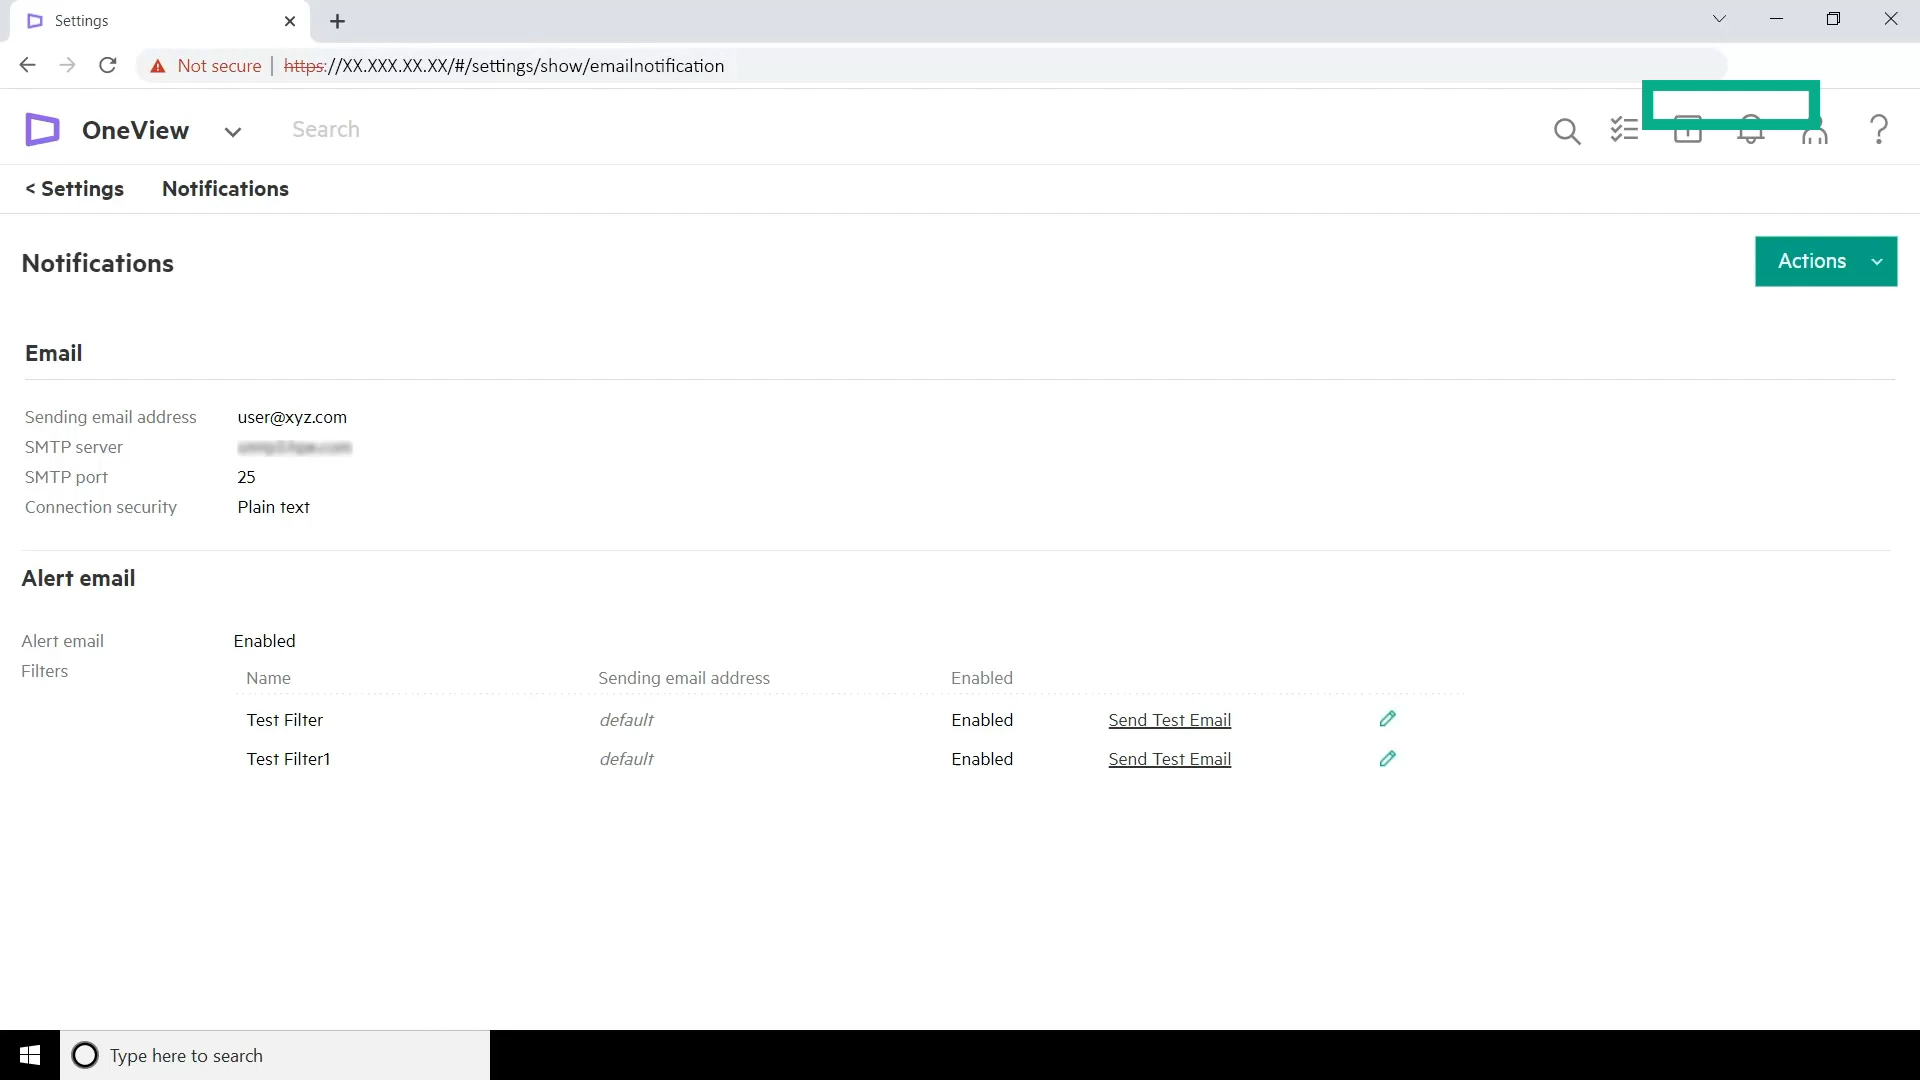 Settings
Not secure | https://XX.XXX.XX.XX/#/settings/show/emailnotification
OneView Search
< Settings Notifications
Notifications Actions
Email
Sending email address user@xyz.com
SMTP server
SMTP port 25
Connection security Plain text
Alert email
Alert email Enabled
Filters
Name Sending email address Enabled
Test Filter default Enabled Send Test Email
Test Filter1 default Enabled Send Test Email
Type here to search